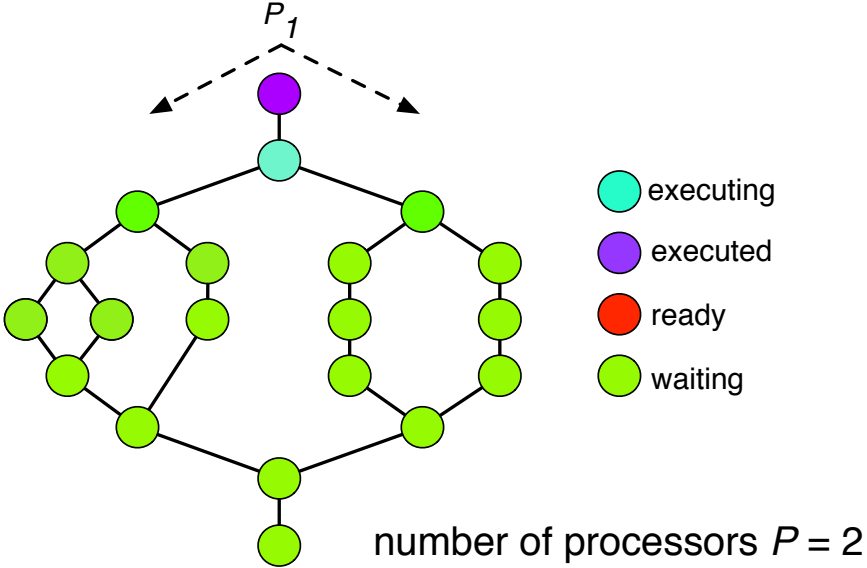 P1
executing
executed
ready
waiting
number of processors P = 2